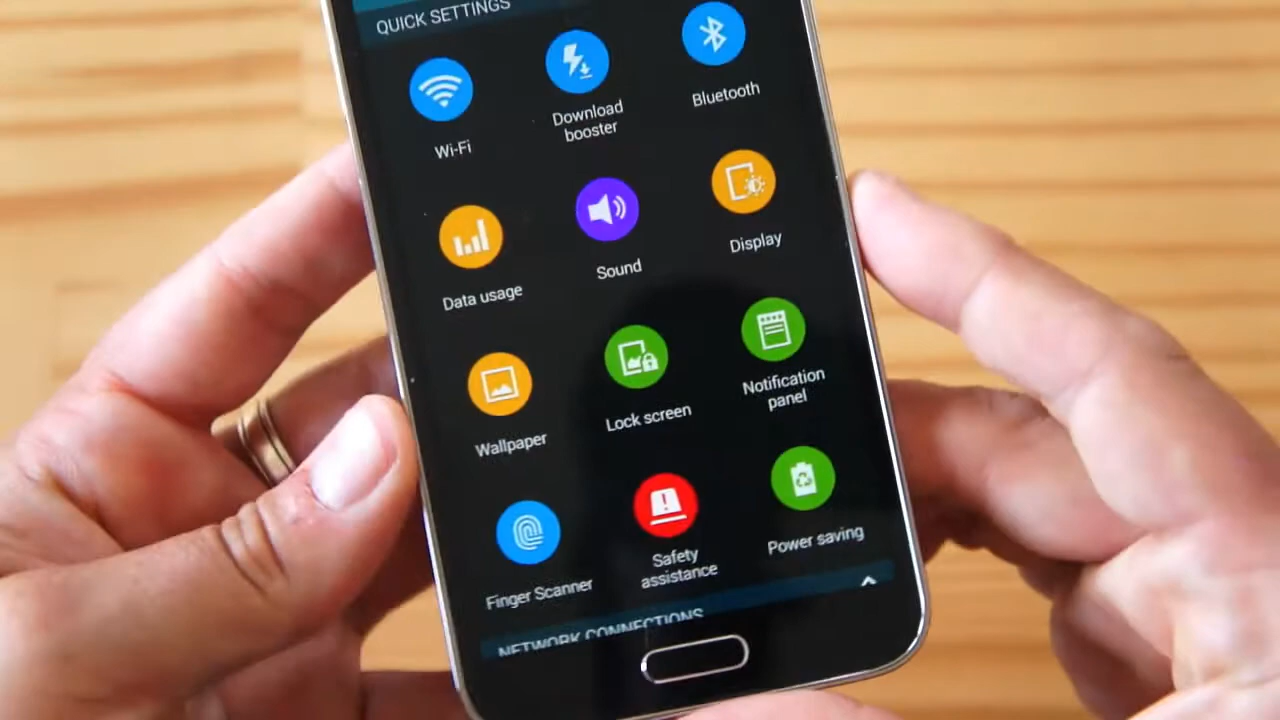 QUICK SETTINGS
Wi-Fi
Download
booster
Bluetooth
Data usage
Sound
Display
Wallpaper
Lock screen
Notification
panel
Finger Scanner
Safety
assistance
Power saving
NETWORK CONNECTIONS